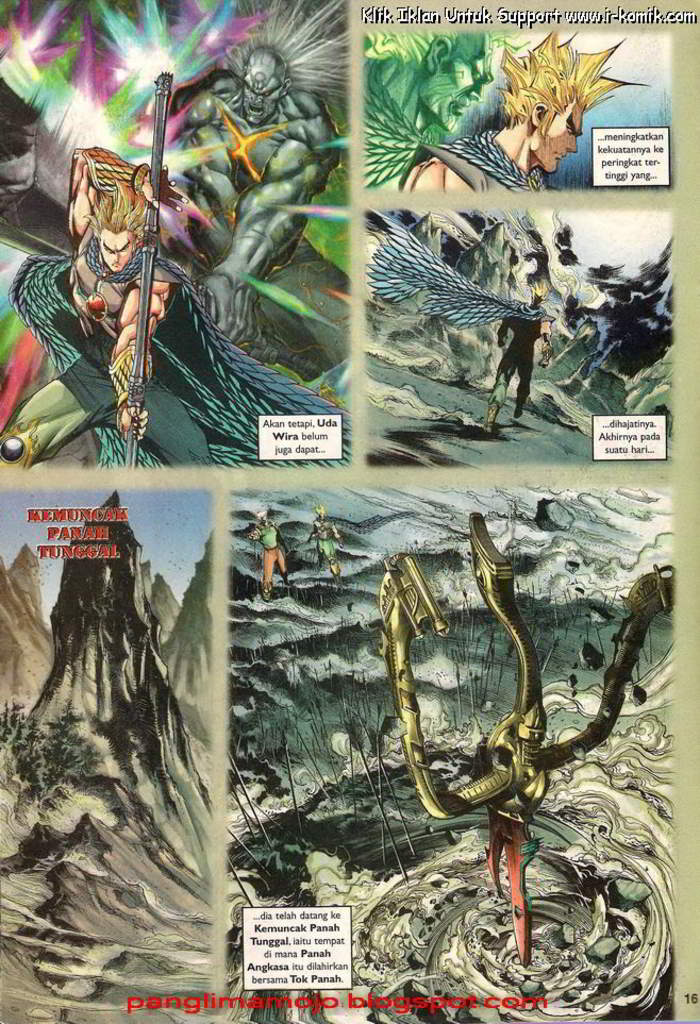 Klik Iklan Untuk Support www.i-komik.com
Akan tetapi, Uda
Wira belum
juga dapat...
...meningkatkan
kekuatannya ke
peringkat ter-
tinggi yang...
...dihajatinya.
Akhirnya pada
suatu hari...
KEMUNCAK
PANAH
TUNGGAL
...dia telah datang ke
Kemuncak Panah
Tunggal, iaitu tempat
di mana Panah
Angkasa itu dilahirkan
bersama Tok Panah.
panglimamojo.blogspot.com
16